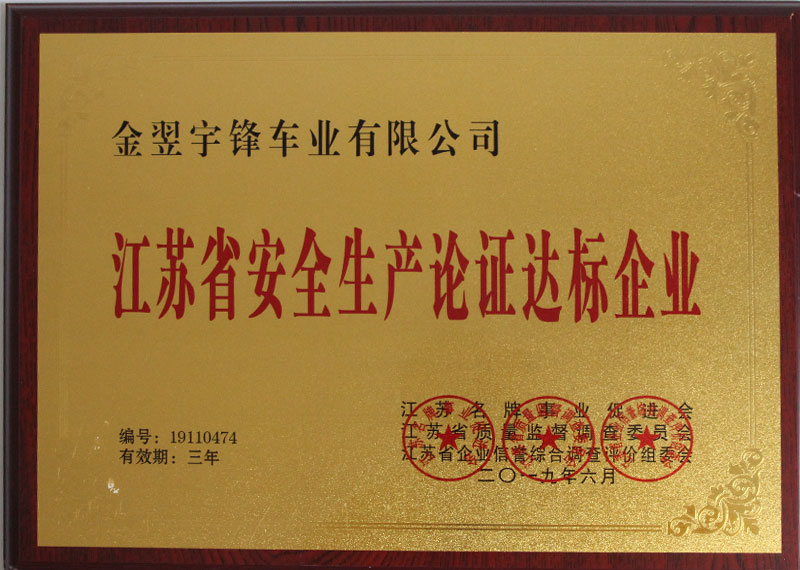 金翌宇锋车业有限公司
江苏省安全生产论证达标企业
江苏名牌事业促进会
江苏省质量监督调查委员会
江苏省企业信誉综合调查评价组委会
二〇一九年六月
编号：19110474
有效期：三年